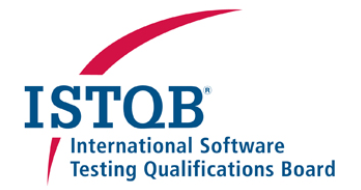 ISTQB®
International Software
Testing Qualifications Board